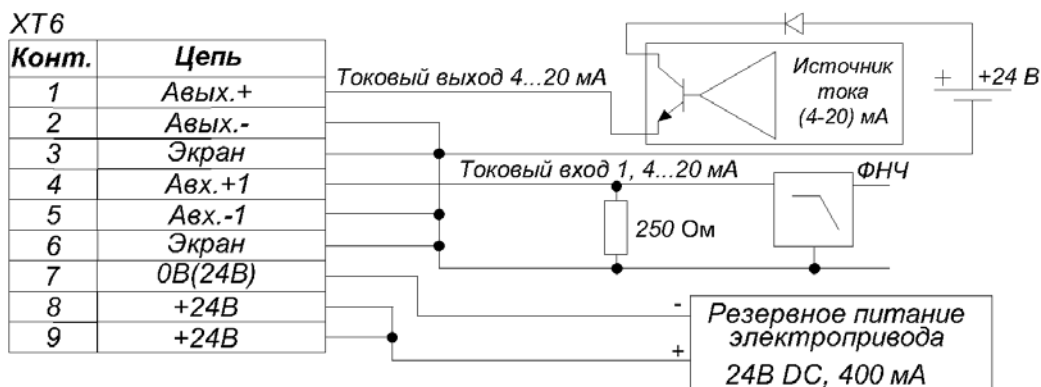 XT6
Конт. Цепь
1 Авых.+
2 Авых.-
3 Экран
4 Авх.+1
5 Авх.-1
6 Экран
7 0В(24В)
8 +24В
9 +24В
Токовый выход 4...20 мА
Источник
тока
(4-20) мА
+ +24 В
Токовый вход 1, 4...20 мА
ФНЧ
250 Ом
-
+
Резервное питание
электропривода
24В DC, 400 мА